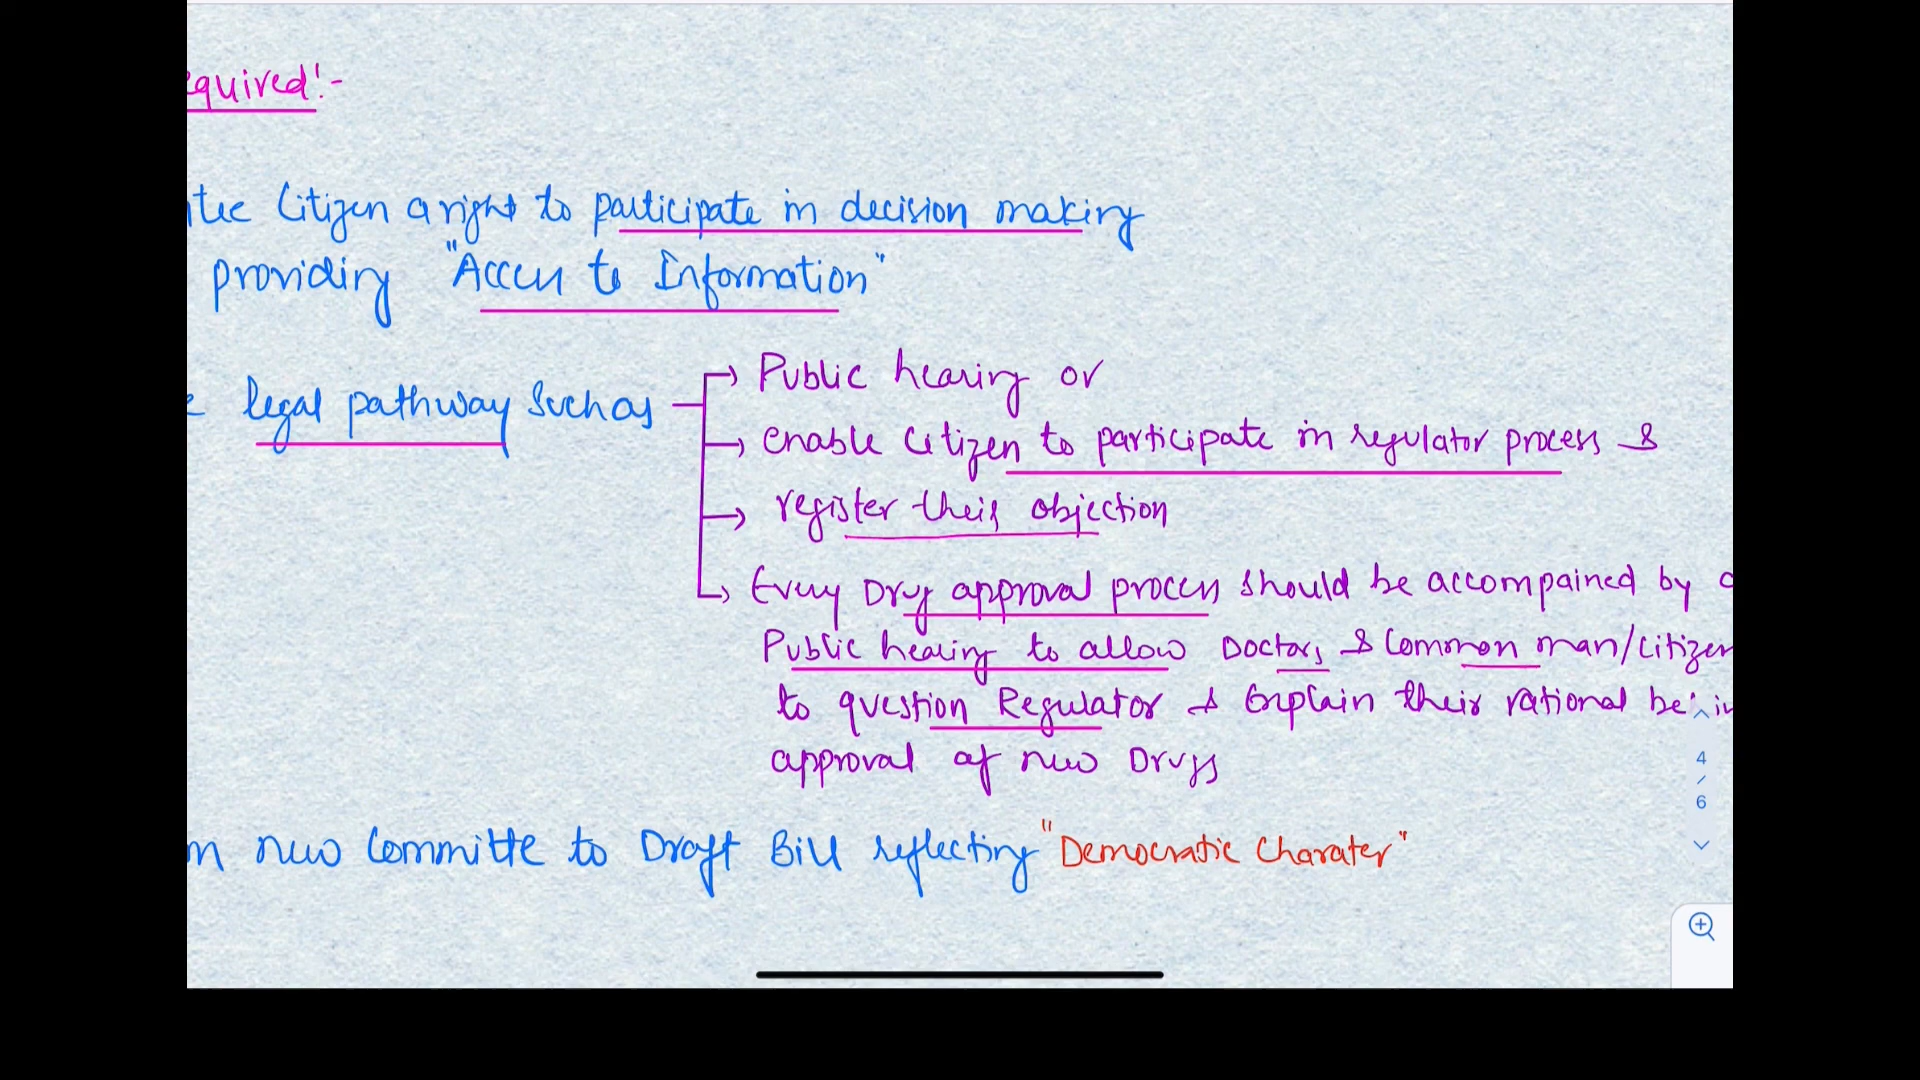 equired:-
itee Citizen a right to participate in decision making
providing "Access to Information"
legal pathway Such as
→ Public hearing or
→ enable Citizen to participate in regulator process &
→ register their objection
→ Every Drug approval process should be accompained by a
Public hearing to allow Doctors & Common man/citizen
to question Regulator & Explain their rational behin
approval of new Drugs
m new Committe to Draft Bill reflecting "Democratic Charater"
4
/
6